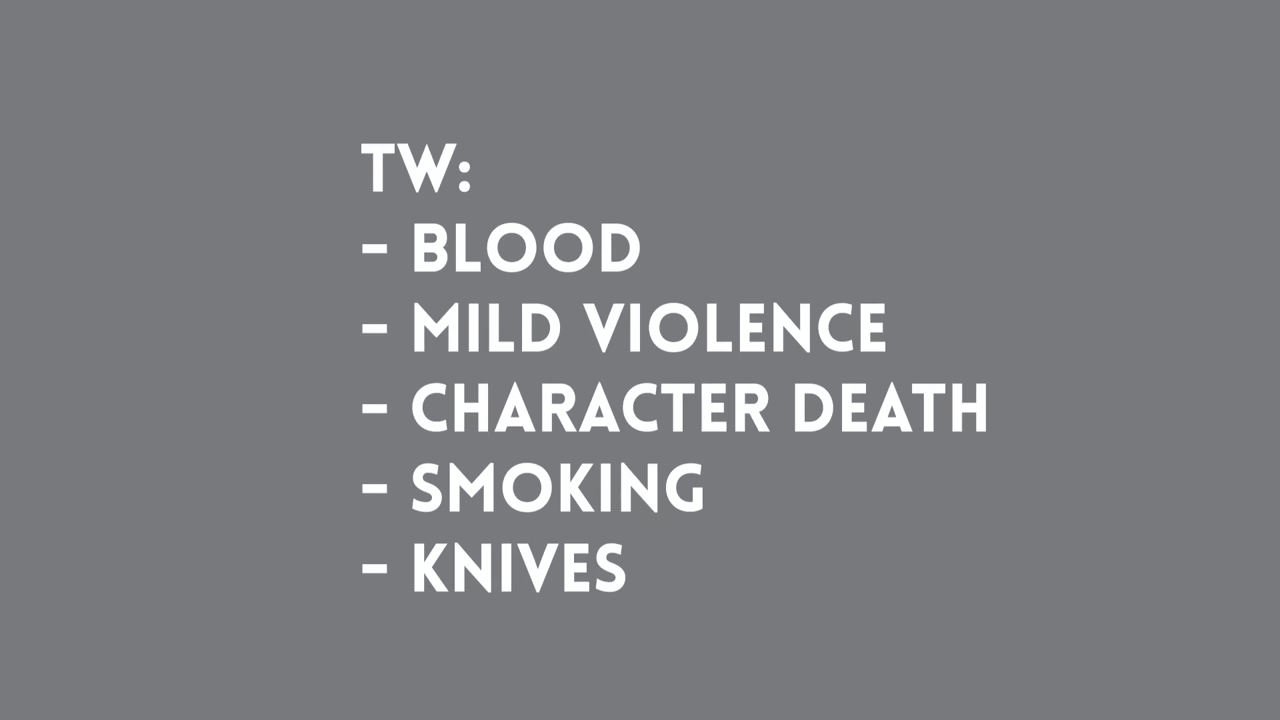 TW:
- BLOOD
- MILD VIOLENCE
- CHARACTER DEATH
- SMOKING
- KNIVES